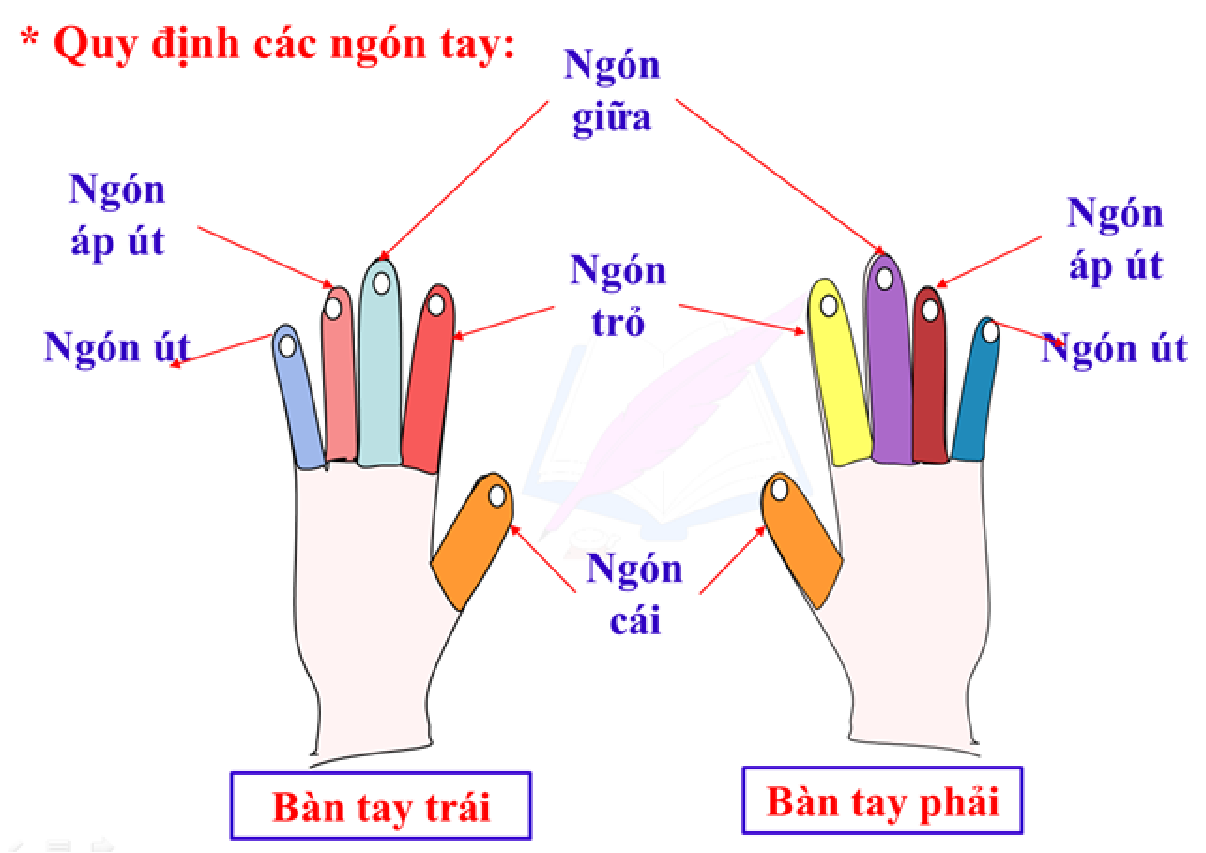 * Quy định các ngón tay:
Ngón
giữa
Ngón
áp út
Ngón
áp út
Ngón
trỏ
Ngón út
Ngón út
Ngón
cái
Bàn tay trái
Bàn tay phải